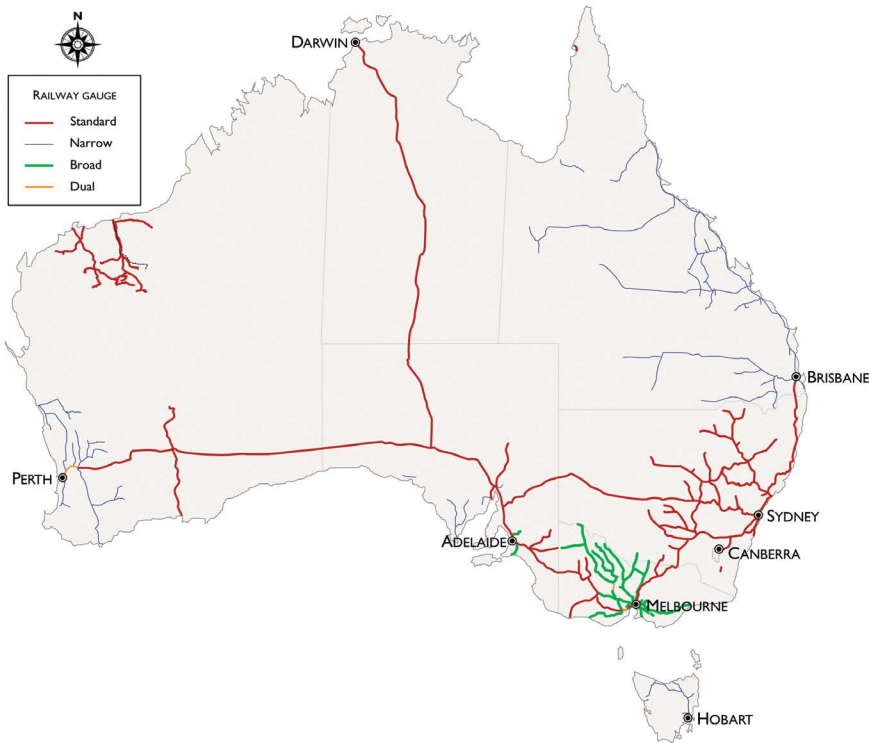 N
DARWIN
RAILWAY GAUGE
Standard
Narrow
Broad
Dual
BRISBANE
PERTH
SYDNEY
ADELAIDE
CANBERRA
MELBOURNE
HOBART